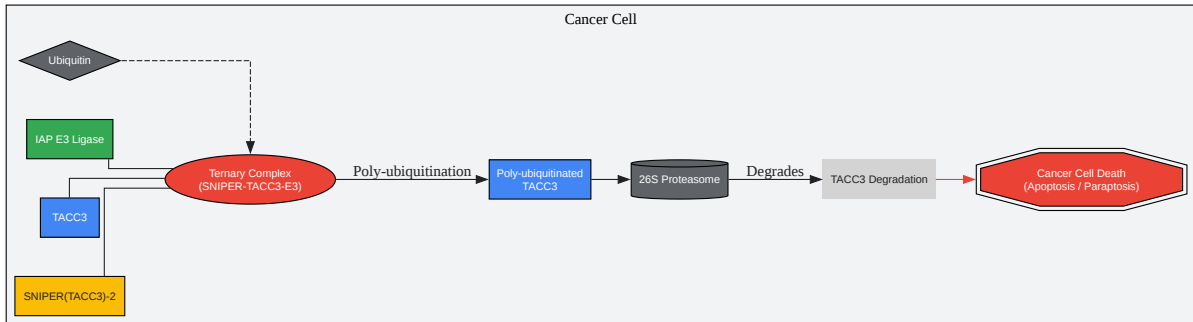 Cancer Cell
Ubiquitin
IAP E3 Ligase
TACC3
SNIPER(TACC3)-2
Ternary Complex
(SNIPER-TACC3-E3)
Poly-ubiquitination
Poly-ubiquitinated
TACC3
26S Proteasome
Degrades
TACC3 Degradation
Cancer Cell Death
(Apoptosis / Paraptosis)